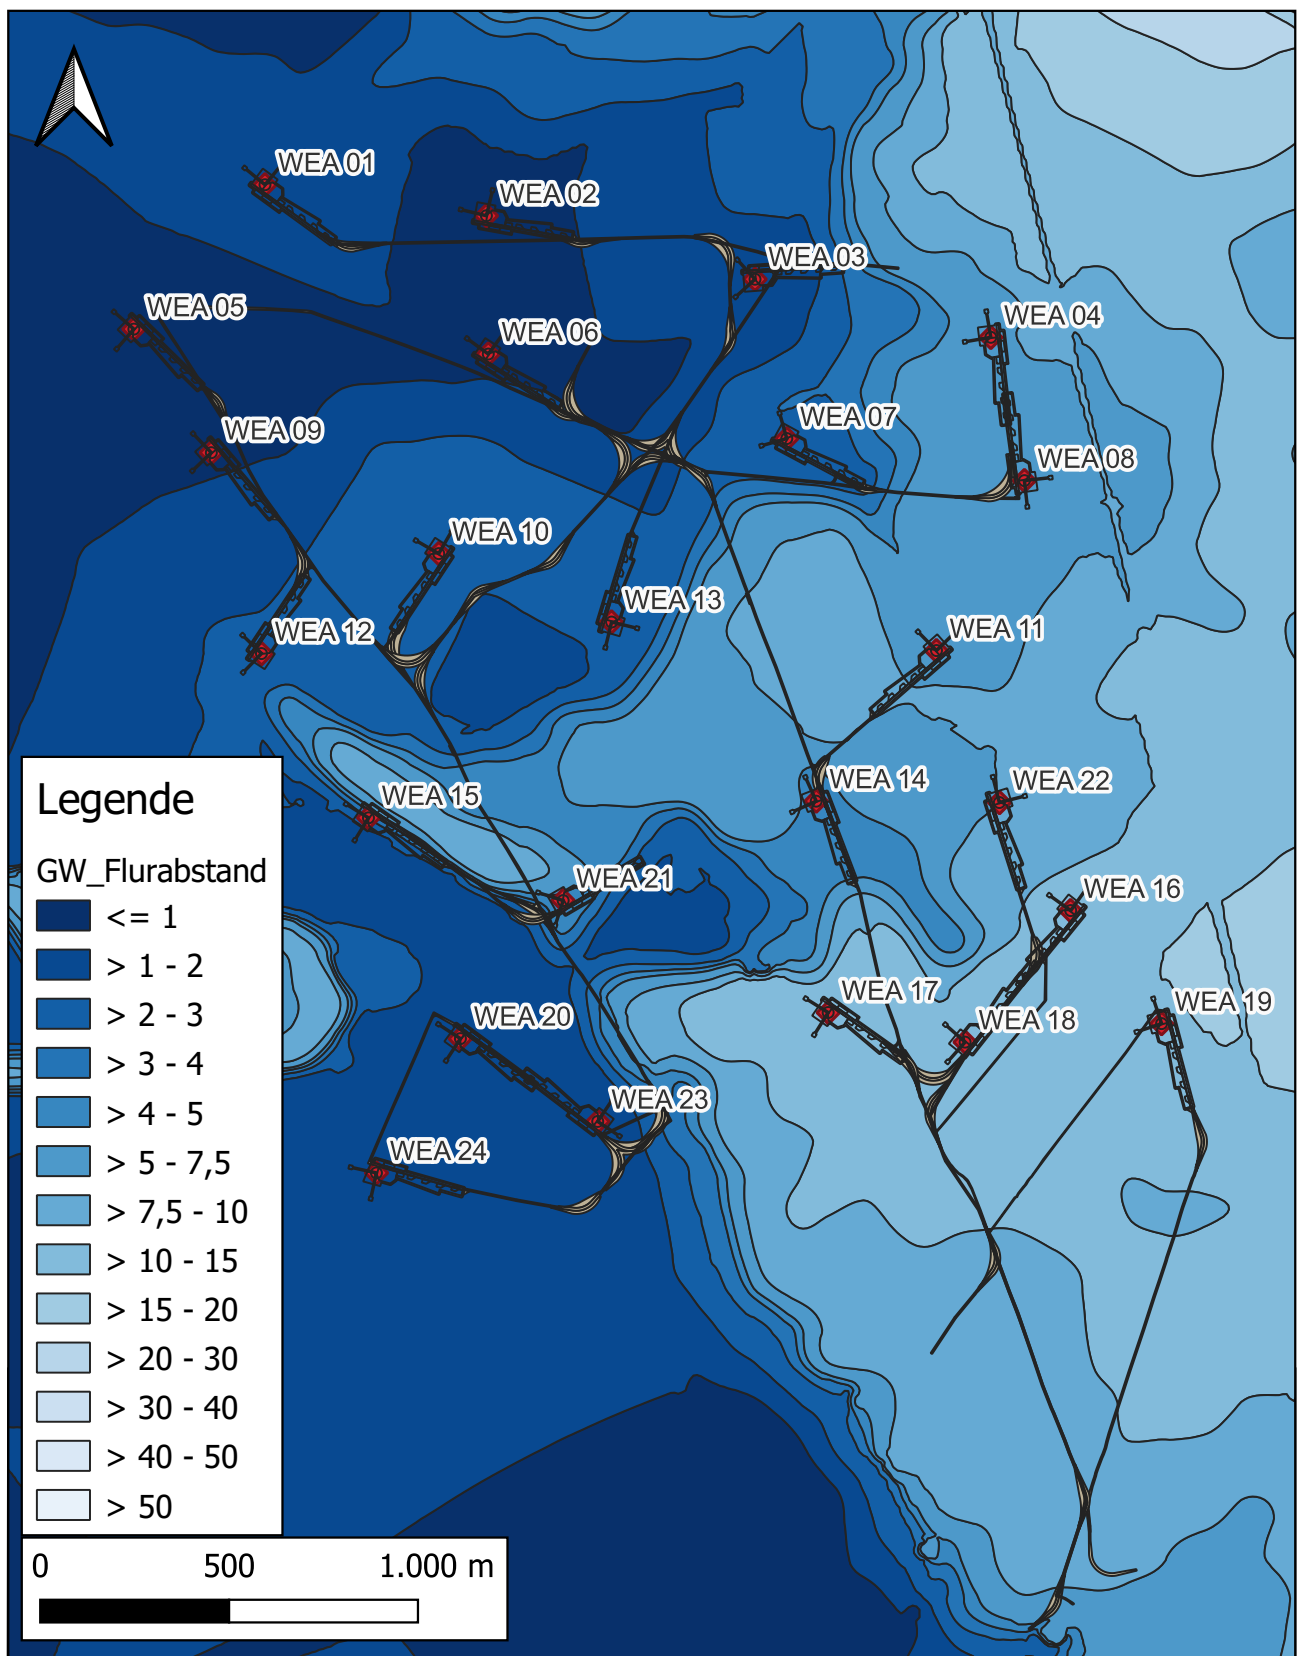 WEA 01
WEA 02
WEA 03
WEA 05
WEA 04
WEA 06
WEA 07
WEA 09
WEA 08
WEA 10
WEA 13
WEA 12
WEA 11
WEA 15
WEA 14
WEA 22
WEA 21
WEA 16
WEA 17
WEA 19
WEA 20
WEA 18
WEA 23
WEA 24
Legende
GW_Flurabstand
<= 1
> 1 - 2
> 2 - 3
> 3 - 4
> 4 - 5
> 5 - 7,5
> 7,5 - 10
> 10 - 15
> 15 - 20
> 20 - 30
> 30 - 40
> 40 - 50
> 50
0 500 1.000 m